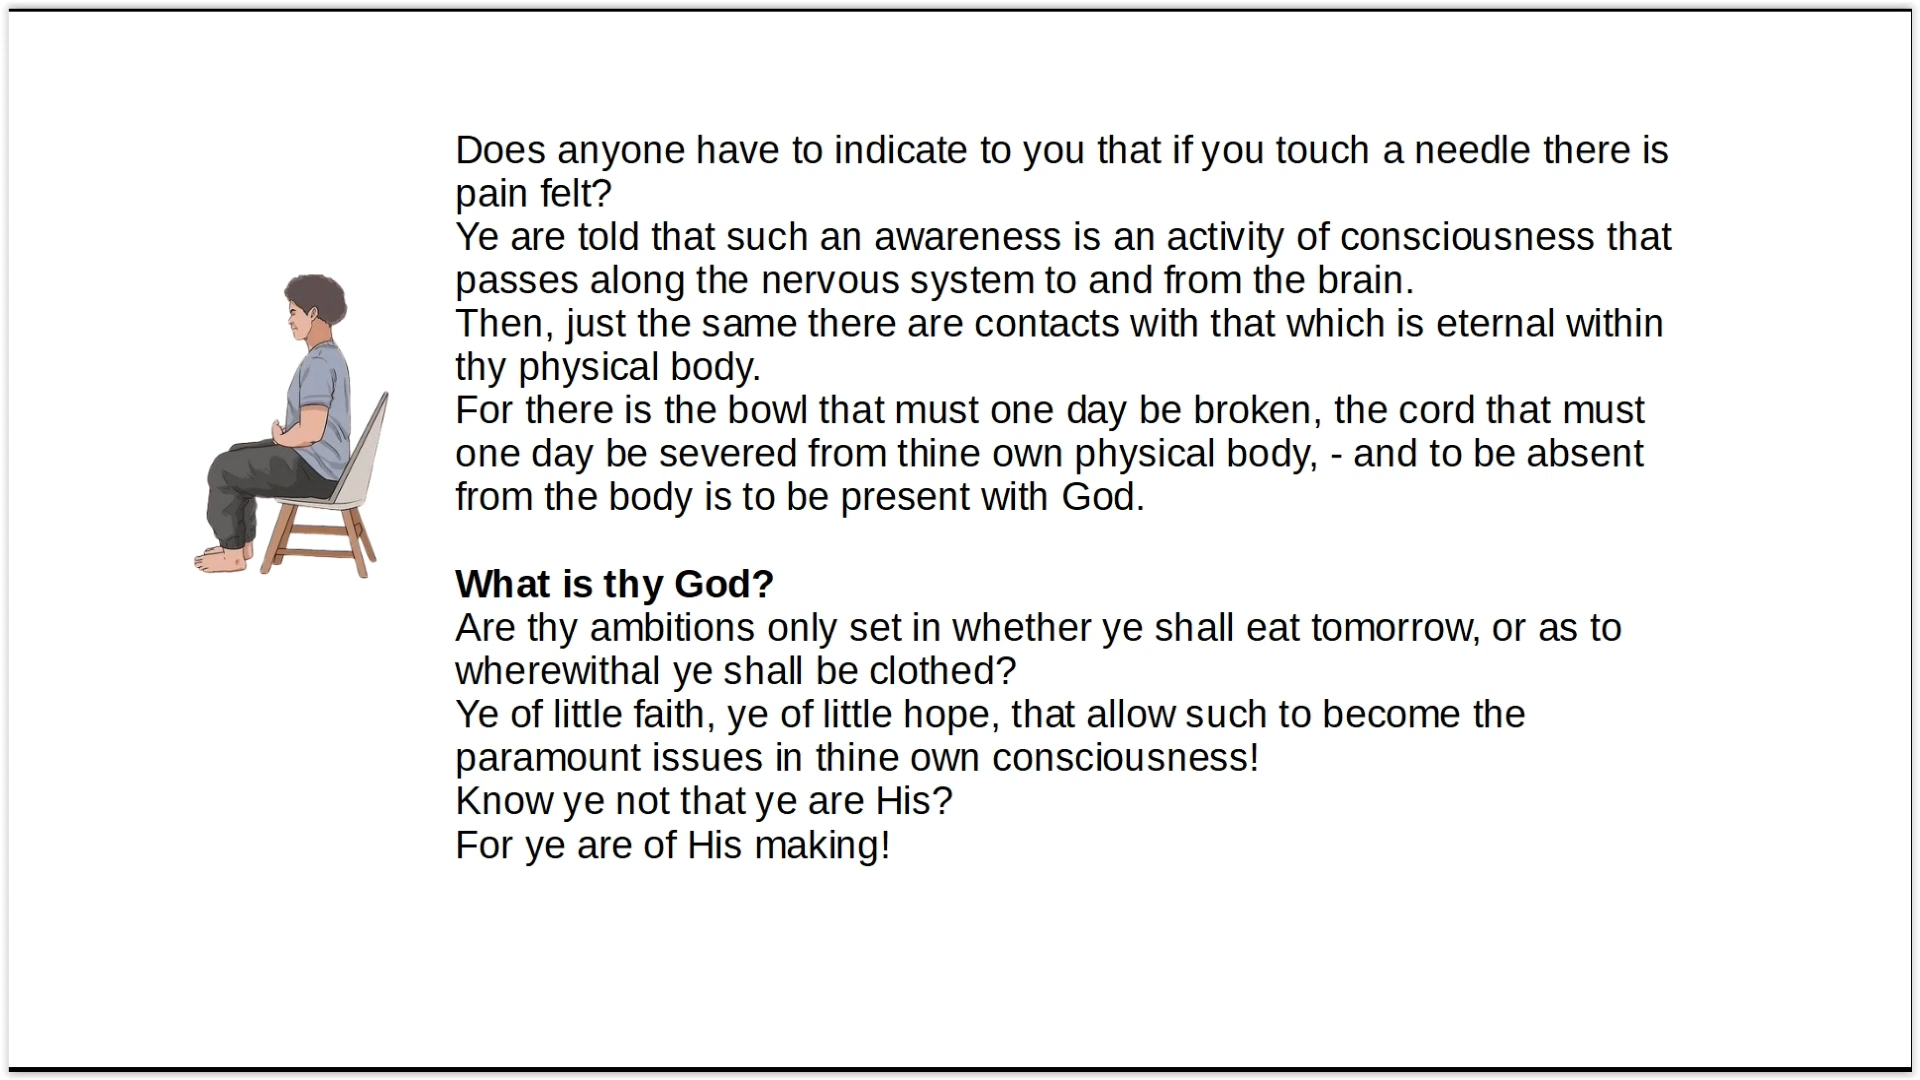 Does anyone have to indicate to you that if you touch a needle there is
pain felt?
Ye are told that such an awareness is an activity of consciousness that
passes along the nervous system to and from the brain.
Then, just the same there are contacts with that which is eternal within
thy physical body.
For there is the bowl that must one day be broken, the cord that must
one day be severed from thine own physical body, - and to be absent
from the body is to be present with God.
What is thy God?
Are thy ambitions only set in whether ye shall eat tomorrow, or as to
wherewithal ye shall be clothed?
Ye of little faith, ye of little hope, that allow such to become the
paramount issues in thine own consciousness!
Know ye not that ye are His?
For ye are of His making!